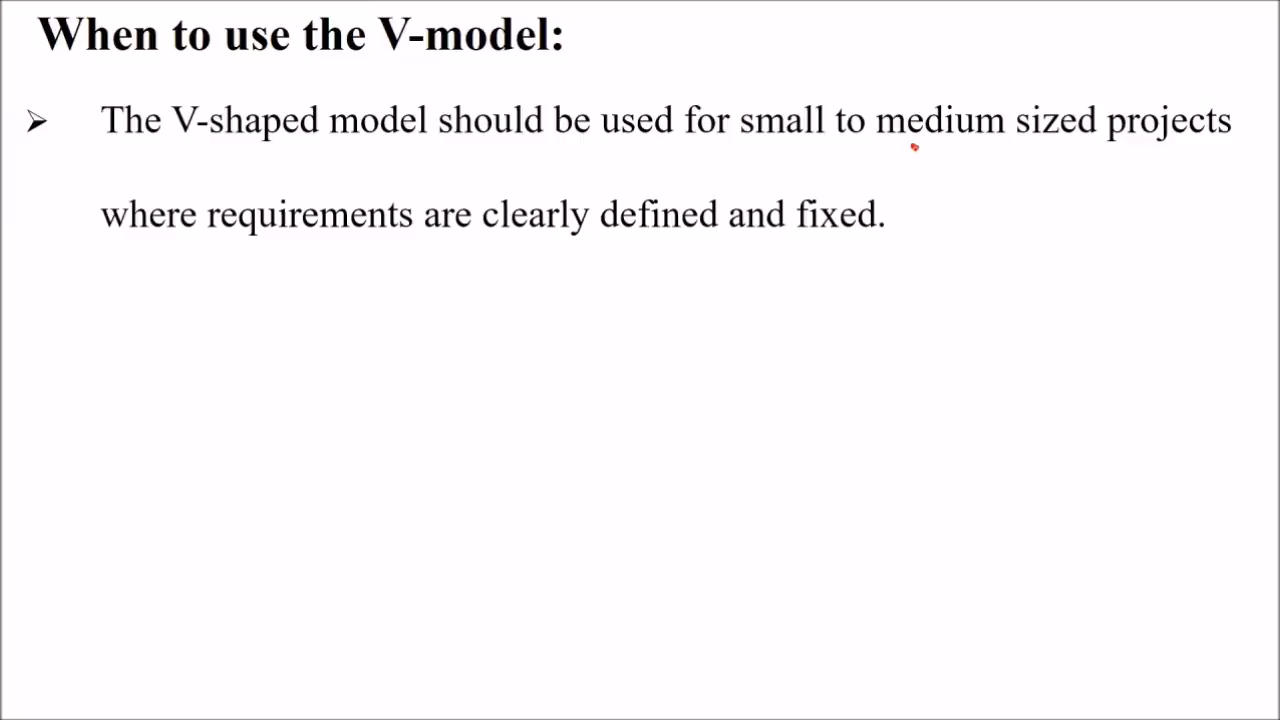 When to use the V-model:
➢ The V-shaped model should be used for small to medium sized projects
where requirements are clearly defined and fixed.